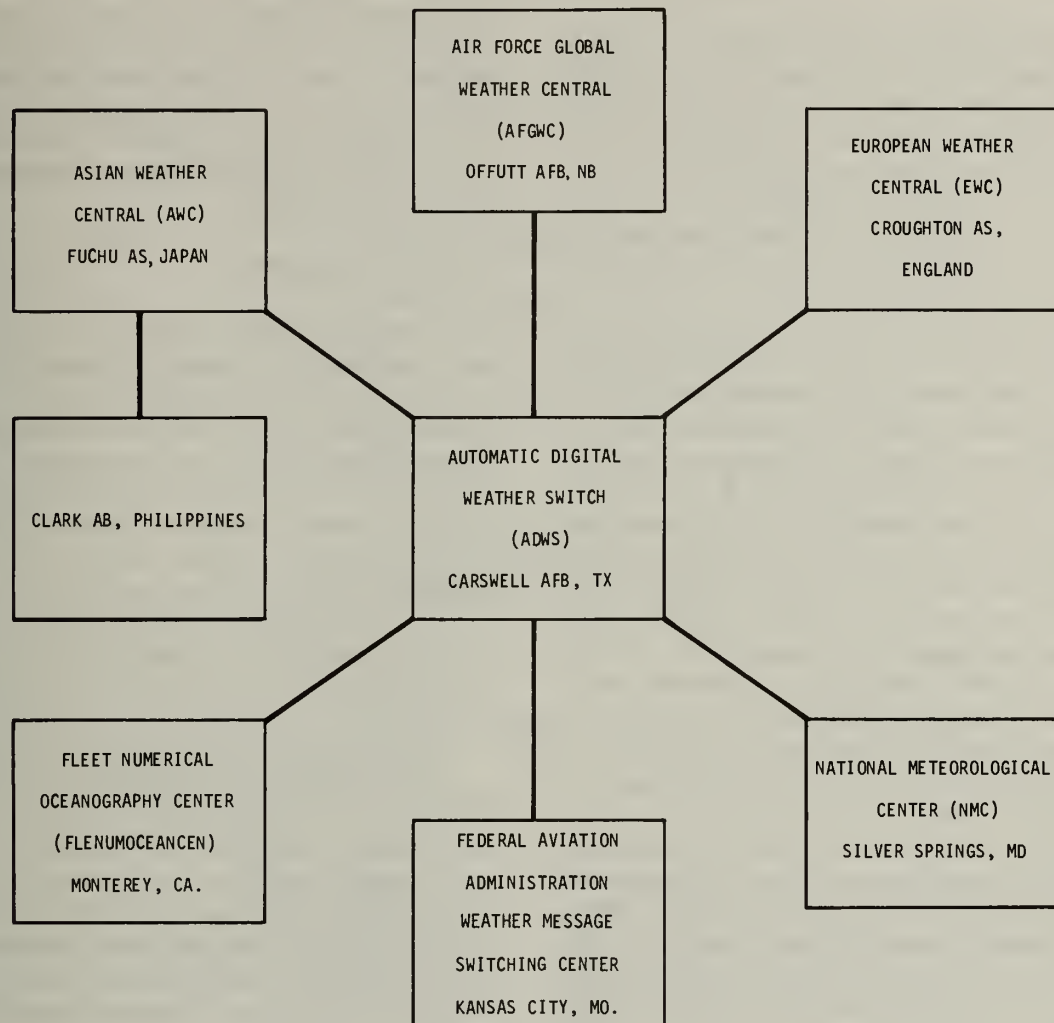 AIR FORCE GLOBAL
WEATHER CENTRAL
(AFGWC)
OFFUTT AFB, NB
ASIAN WEATHER
CENTRAL (AWC)
FUCHU AS, JAPAN
EUROPEAN WEATHER
CENTRAL (EWC)
CROUGHTON AS,
ENGLAND
CLARK AB, PHILIPPINES
AUTOMATIC DIGITAL
WEATHER SWITCH
(ADWS)
CARSWELL AFB, TX
FLEET NUMERICAL
OCEANOGRAPHY CENTER
(FLENUMOCEANCEN)
MONTEREY, CA.
FEDERAL AVIATION
ADMINISTRATION
WEATHER MESSAGE
SWITCHING CENTER
KANSAS CITY, MO.
NATIONAL METEOROLOGICAL
CENTER (NMC)
SILVER SPRINGS, MD